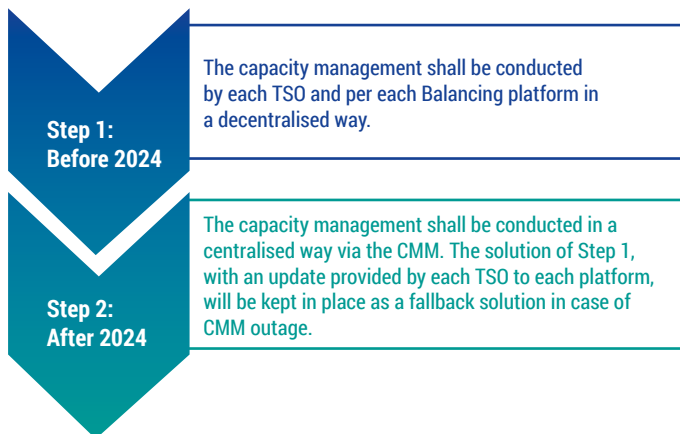 Step 1:
Before 2024
The capacity management shall be conducted
by each TSO and per each Balancing platform in
a decentralised way.
Step 2:
After 2024
The capacity management shall be conducted in a
centralised way via the CMM. The solution of Step 1,
with an update provided by each TSO to each platform,
will be kept in place as a fallback solution in case of
CMM outage.